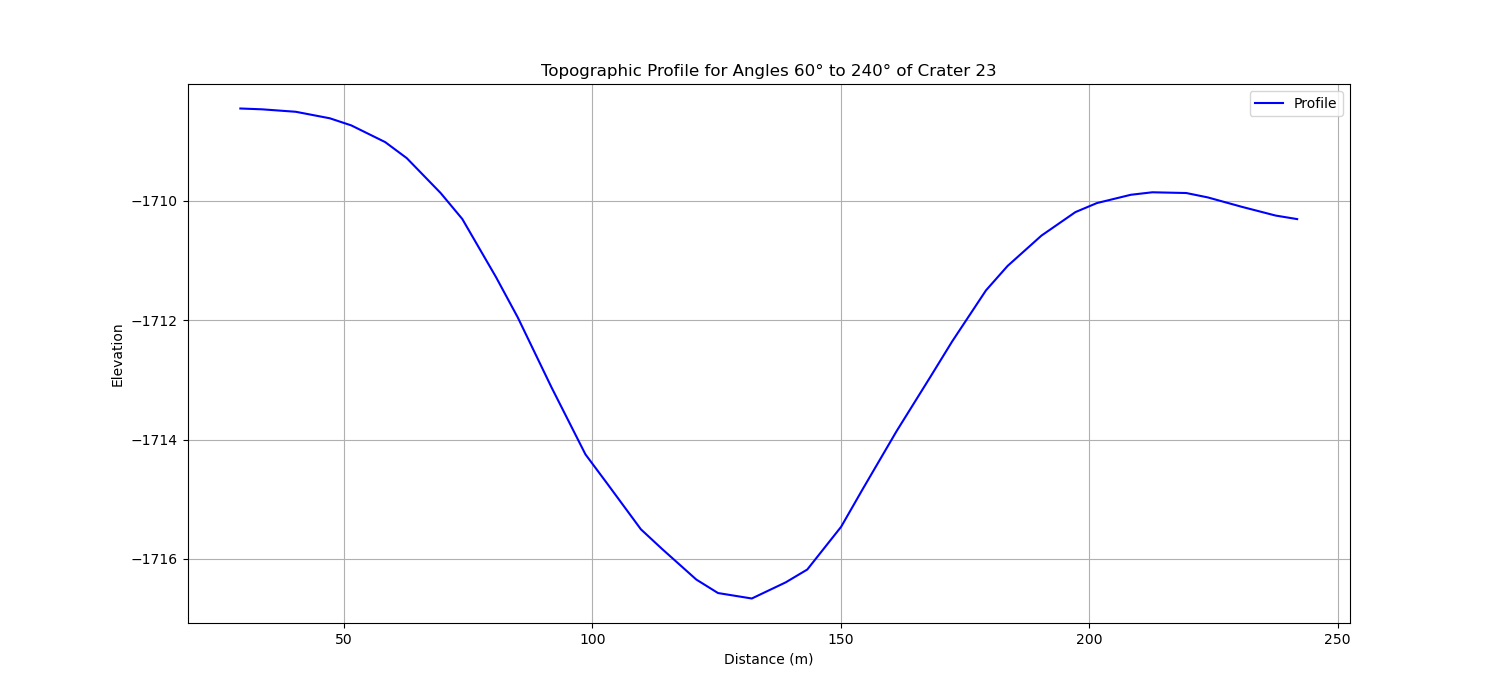 Topographic Profile for Angles 60° to 240° of Crater 23
Profile
Elevation
−1710
−1712
−1714
−1716
50
100
150
200
250
Distance (m)